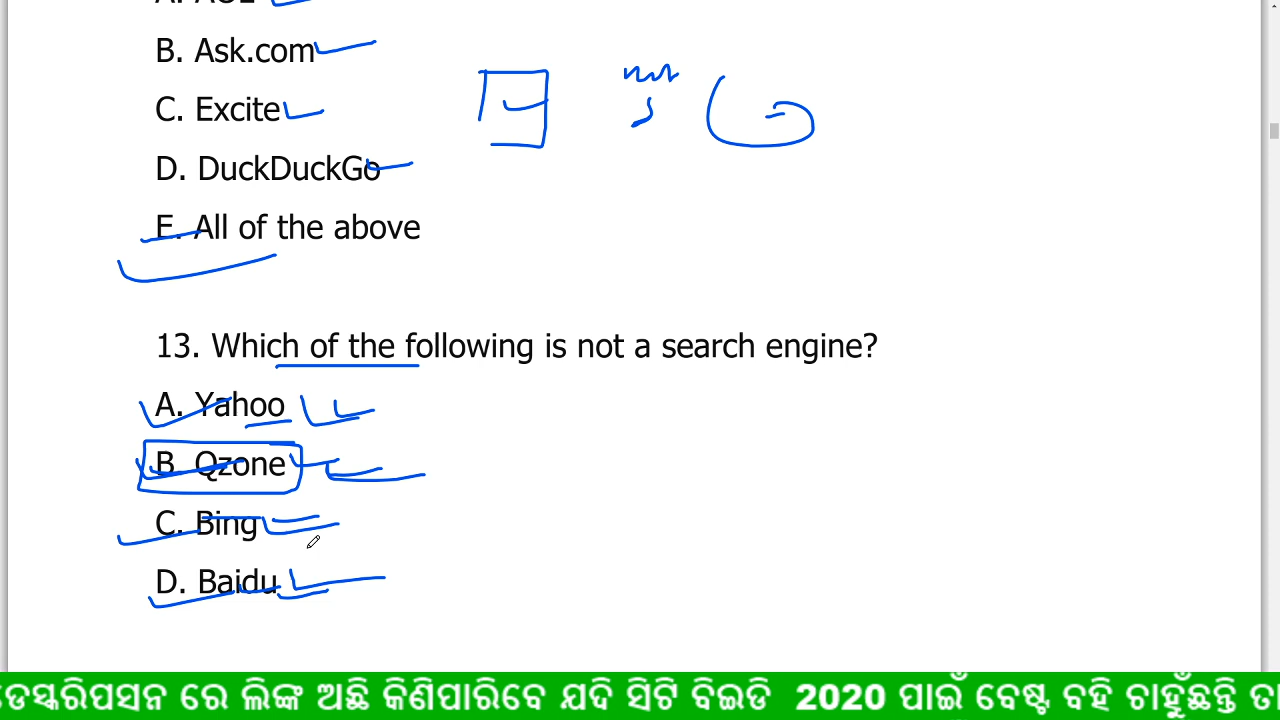 B. Ask.com
C. Excite
D. DuckDuckGo
E. All of the above
13. Which of the following is not a search engine?
A. Yahoo
B. Qzone
C. Bing
D. Baidu
ଡେସ୍କରିପସନ ରେ ଲିଙ୍କ ଅଛି କିଣିପାରିବେ ଯଦି ସିଟି ବିଇଡି 2020 ପାଇଁ ବେଷ୍ଟ ବହି ଚାହୁଁଛନ୍ତି